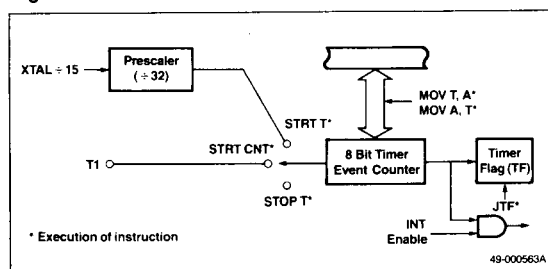 XTAL ÷ 15
Prescaler
(÷32)
MOV T, A*
MOV A, T*
STRT T*
STRT CNT*
T1
8 Bit Timer
Event Counter
Timer
Flag (TF)
STOP T*
JTF*
INT
Enable
* Execution of instruction
49-000563A